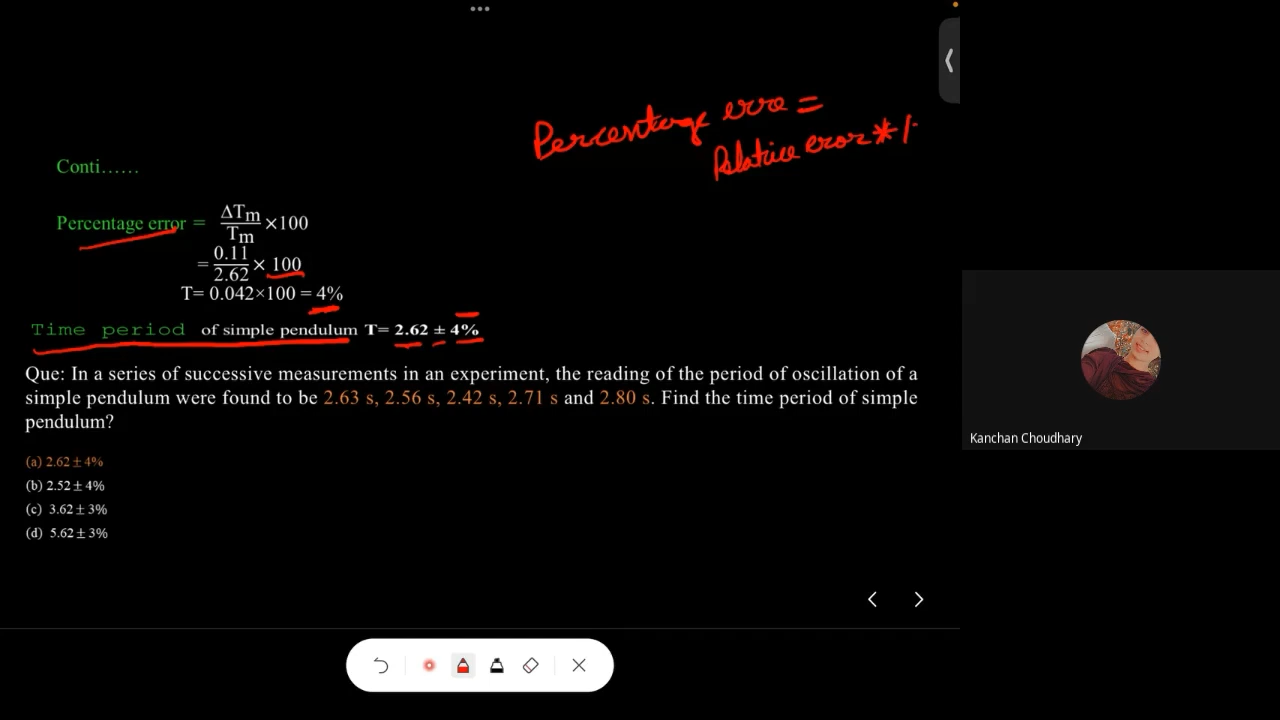 Percentage erro =
Relative eror * 1
Conti......
Percentage error = ΔTm/Tm ×100
= 0.11/2.62 × 100
T= 0.042×100 = 4%
Time period of simple pendulum T= 2.62 ± 4%
Que: In a series of successive measurements in an experiment, the reading of the period of oscillation of a
simple pendulum were found to be 2.63 s, 2.56 s, 2.42 s, 2.71 s and 2.80 s. Find the time period of simple
pendulum?
(a) 2.62 ± 4%
(b) 2.52 ± 4%
(c) 3.62 ± 3%
(d) 5.62 ± 3%
Kanchan Choudhary